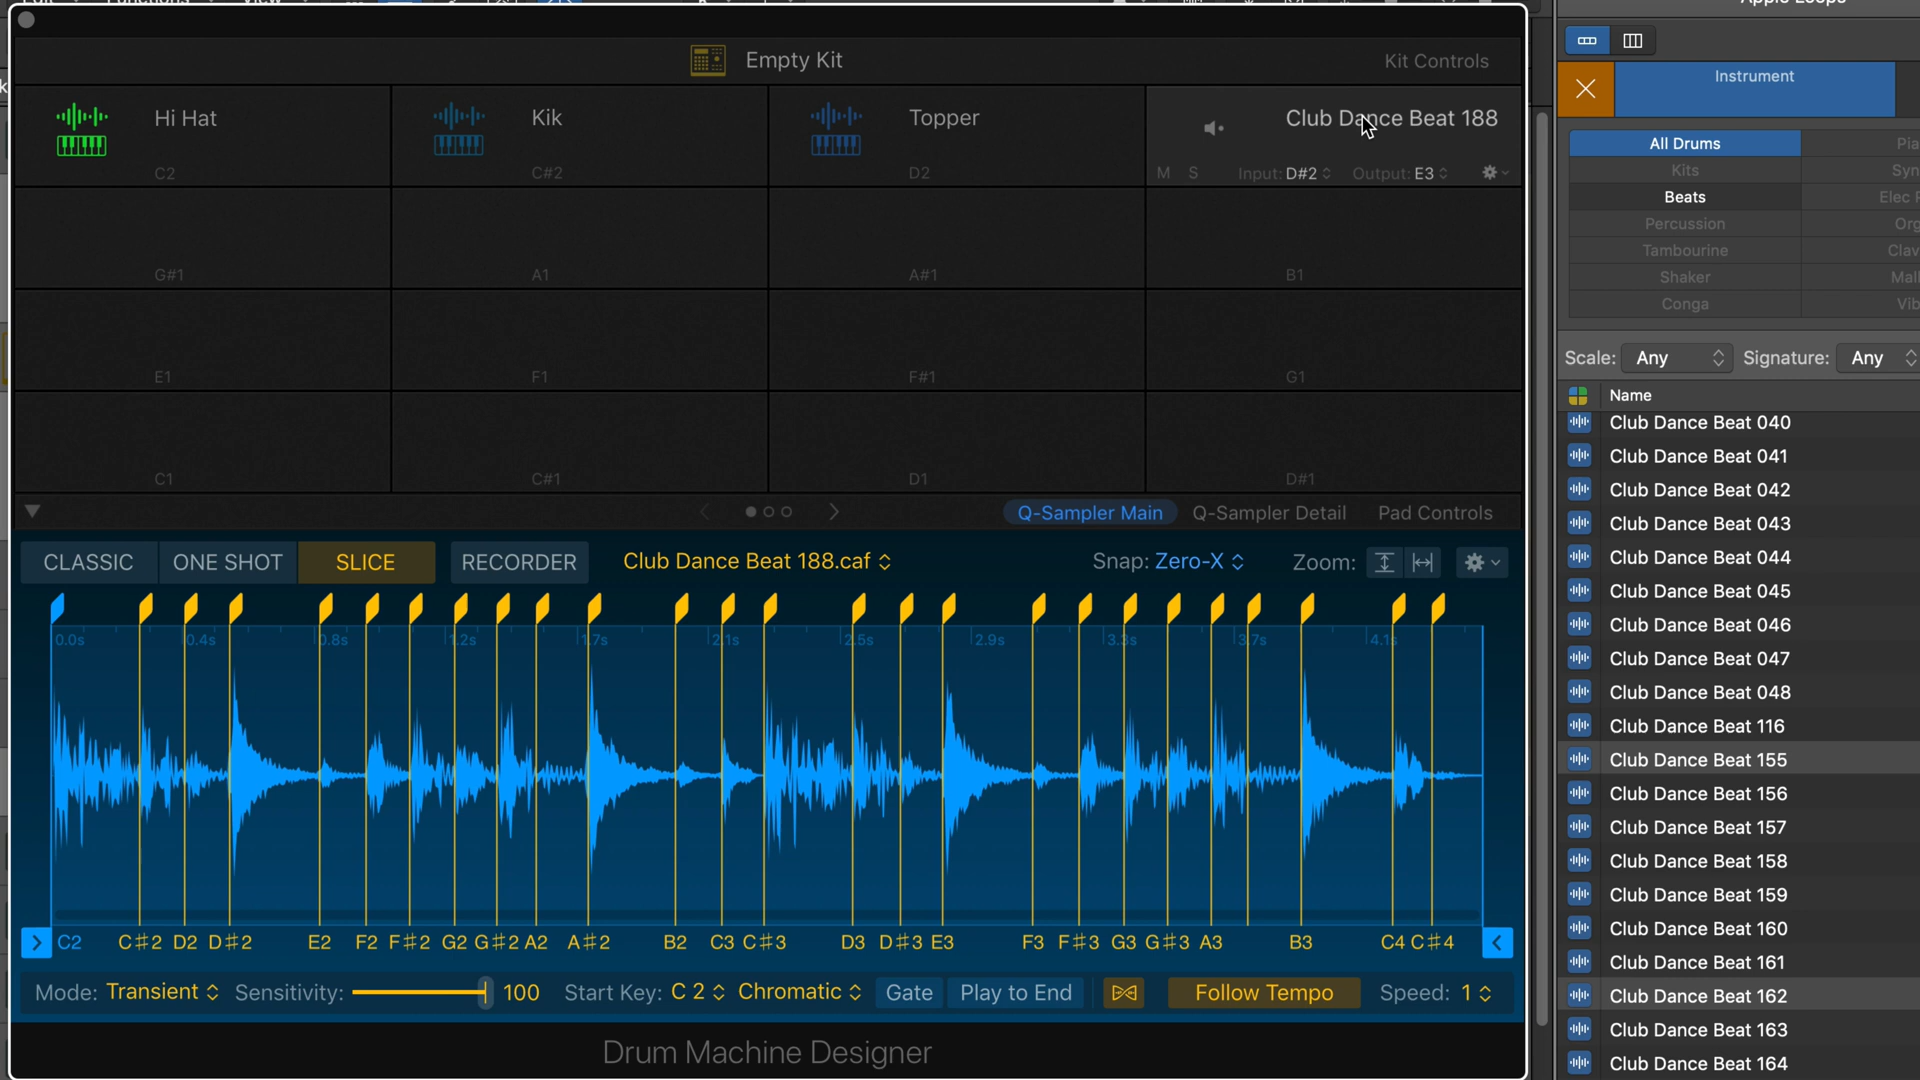 Apple Loops
Empty Kit
Kit Controls
Hi Hat
C2
Kik
C#2
Topper
D2
Club Dance Beat 188
M S Input: D#2 Output: E3
G#1 A1 A#1 B1
E1 F1 F#1 G1
C1 C#1 D1 D#1
Q-Sampler Main Q-Sampler Detail Pad Controls
CLASSIC ONE SHOT SLICE RECORDER Club Dance Beat 188.caf Snap: Zero-X Zoom:
0.0s 0.4s 0.8s 1.2s 1.7s 2.1s 2.5s 2.9s 3.3s 3.7s 4.1s
C2 C#2 D2 D#2 E2 F2 F#2 G2 G#2 A2 A#2 B2 C3 C#3 D3 D#3 E3 F3 F#3 G3 G#3 A3 B3 C4 C#4
Mode: Transient Sensitivity: 100 Start Key: C 2 Chromatic Gate Play to End Follow Tempo Speed: 1
Drum Machine Designer
Instrument
All Drums
Kits
Beats
Percussion
Tambourine
Shaker
Conga
Scale: Any Signature: Any
Name
Club Dance Beat 040
Club Dance Beat 041
Club Dance Beat 042
Club Dance Beat 043
Club Dance Beat 044
Club Dance Beat 045
Club Dance Beat 046
Club Dance Beat 047
Club Dance Beat 048
Club Dance Beat 116
Club Dance Beat 155
Club Dance Beat 156
Club Dance Beat 157
Club Dance Beat 158
Club Dance Beat 159
Club Dance Beat 160
Club Dance Beat 161
Club Dance Beat 162
Club Dance Beat 163
Club Dance Beat 164